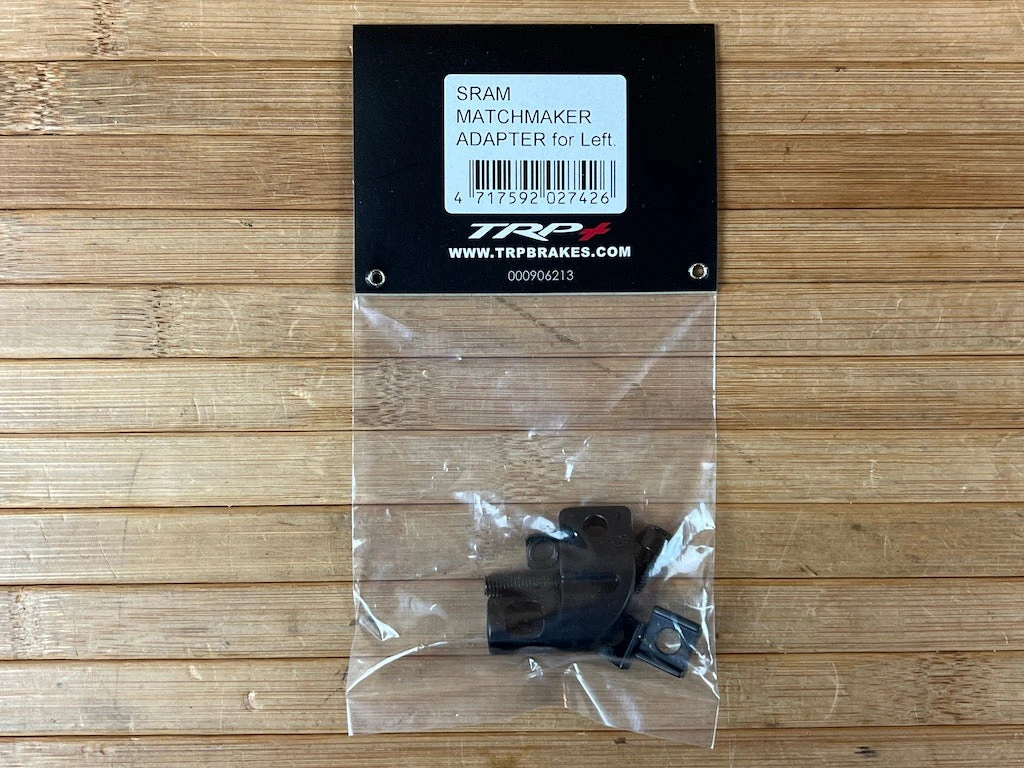 SRAM
MATCHMAKER
ADAPTER for Left.
4 717592 027426
TRP
WWW.TRPBRAKES.COM
000906213